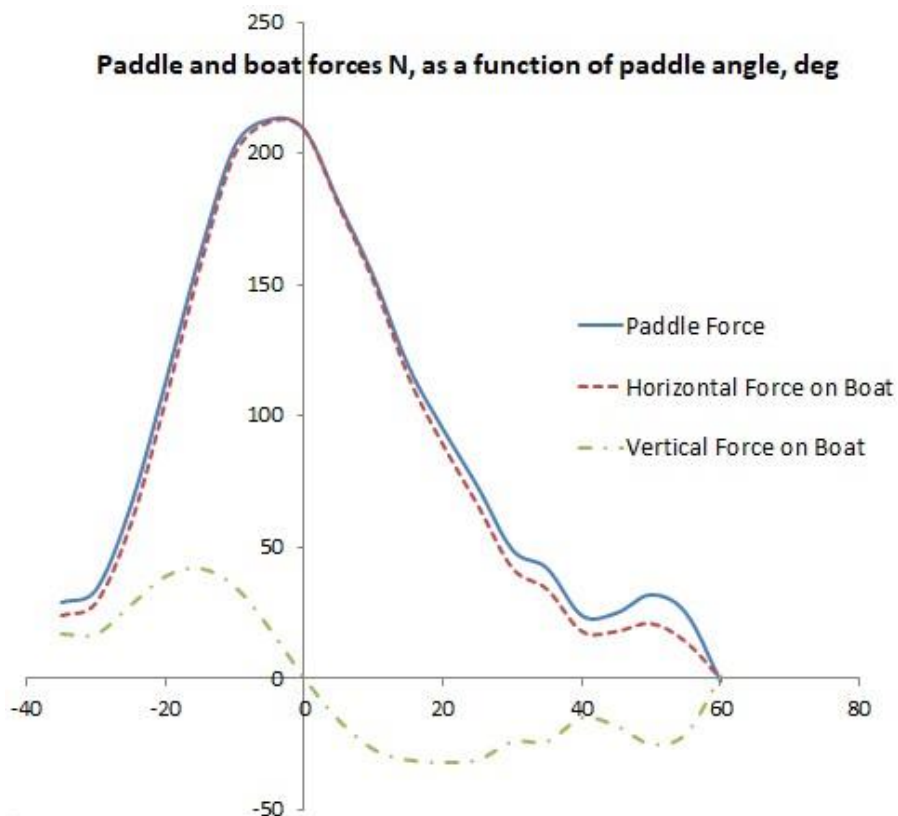 250
Paddle and boat forces N, as a function of paddle angle, deg
200
150
Paddle Force
Horizontal Force on Boat
100
Vertical Force on Boat
50
0
-40 -20 0 20 40 60 80
-50